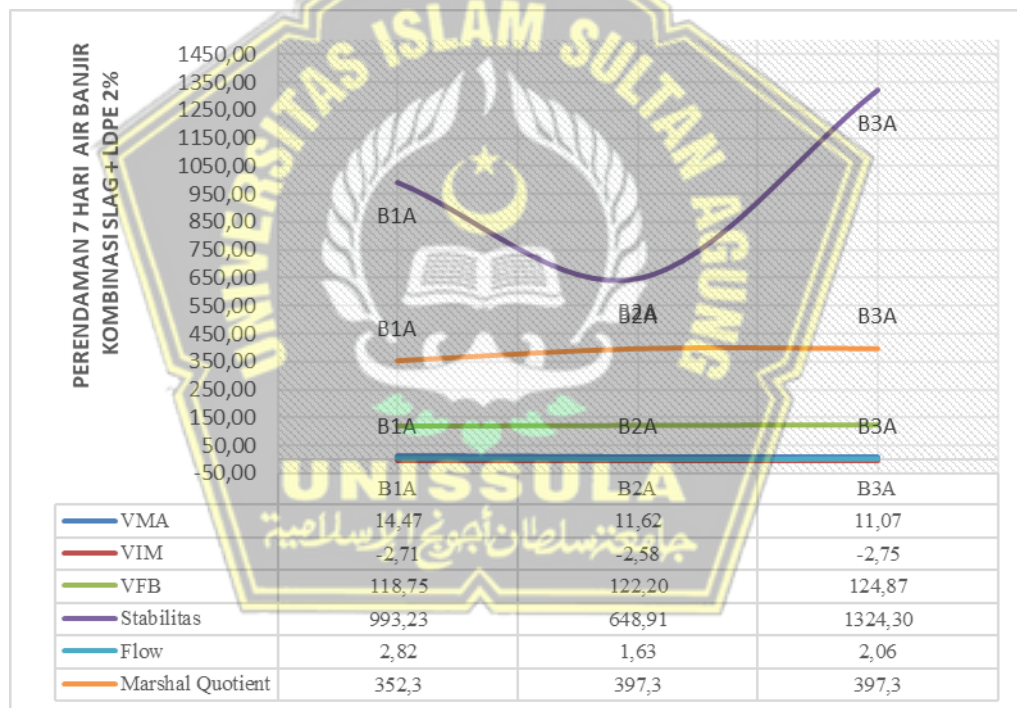 PERENDAMAN 7 HARI AIR BANJIR
KOMBINASI SLAG + LDPE 2%
1450,00
1350,00
1250,00
1150,00
1050,00
950,00
850,00
750,00
650,00
550,00
450,00
350,00
250,00
150,00
50,00
-50,00
UNIVERSITAS ISLAM SULTAN AGUNG
B3A
B1A
B2A
B2A
B3A
B1A
B1A
B2A
B3A
UNISSULA
جامعتسلطان أجونج الإسلامية
B1A B2A B3A
VMA 14,47 11,62 11,07
VIM -2,71 -2,58 -2,75
VFB 118,75 122,20 124,87
Stabilitas 993,23 648,91 1324,30
Flow 2,82 1,63 2,06
Marshal Quotient 352,3 397,3 397,3